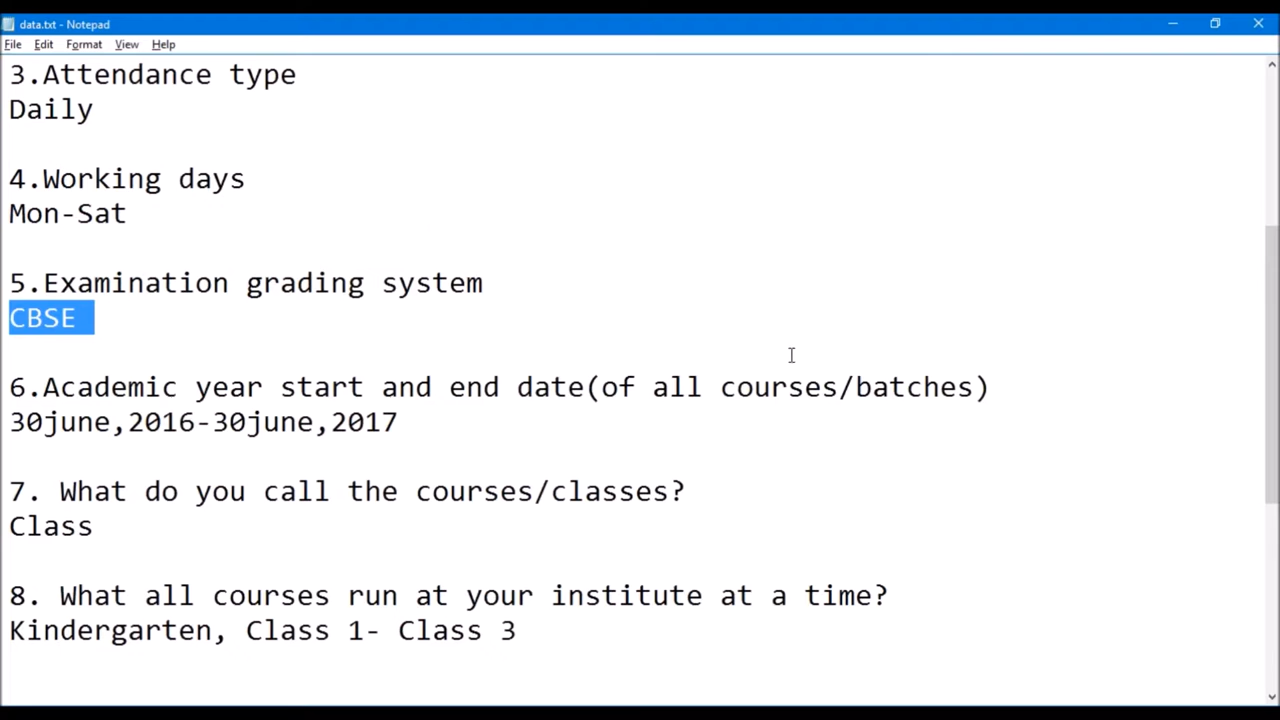 data.txt - Notepad
File Edit Format View Help
3.Attendance type
Daily
4.Working days
Mon-Sat
5.Examination grading system
CBSE
6.Academic year start and end date(of all courses/batches)
30june,2016-30june,2017
7. What do you call the courses/classes?
Class
8. What all courses run at your institute at a time?
Kindergarten, Class 1- Class 3